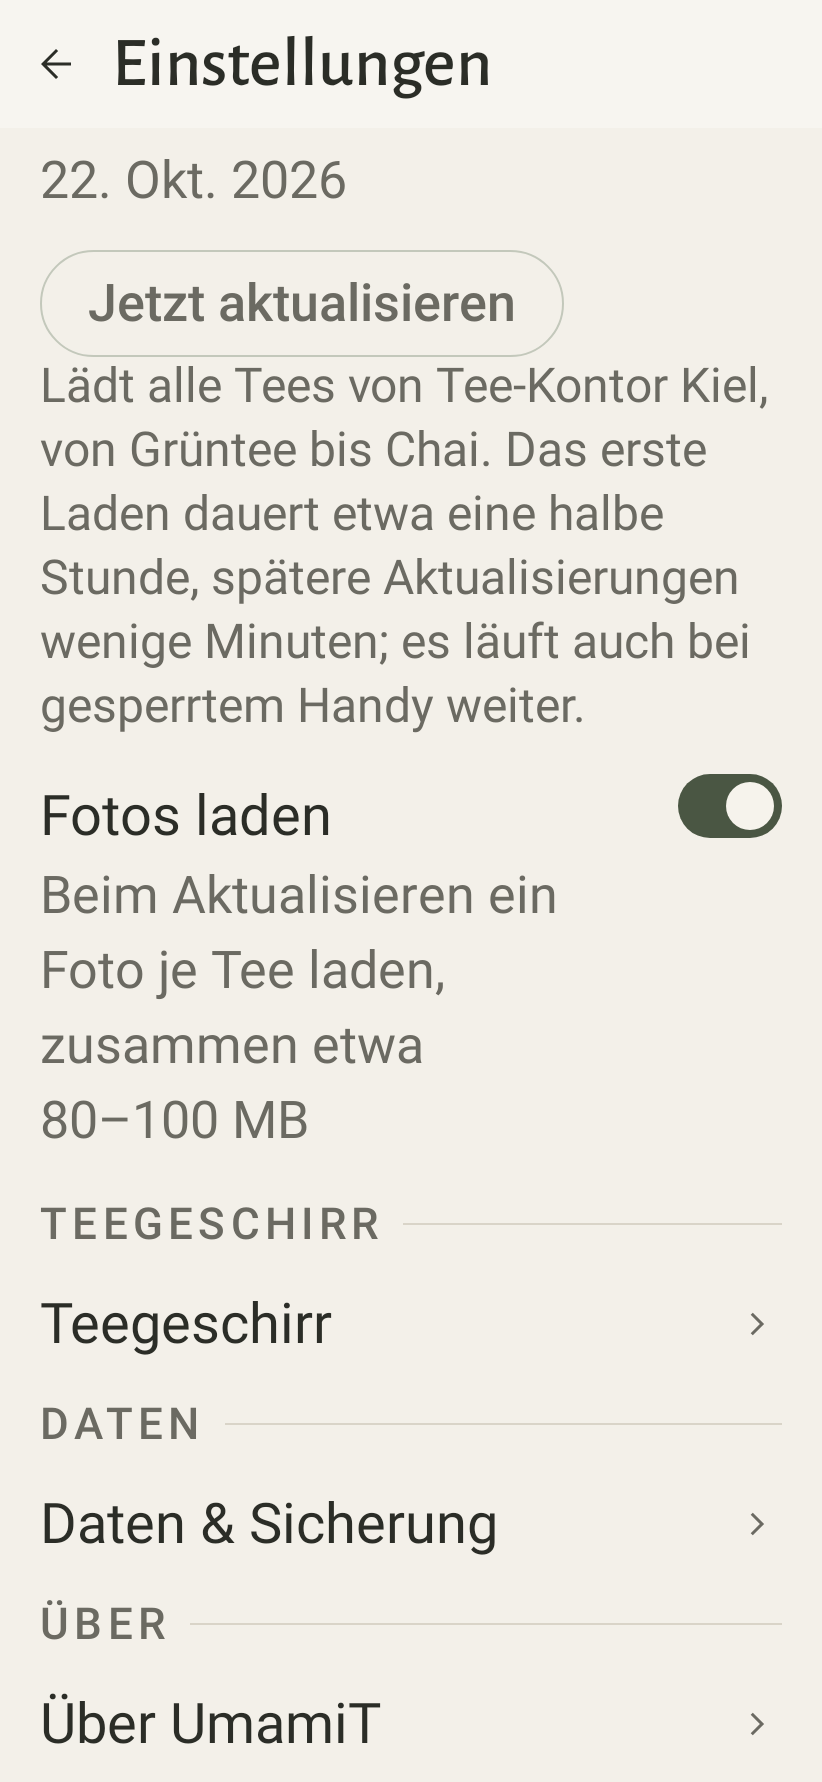 Einstellungen
22. Okt. 2026
Jetzt aktualisieren
Lädt alle Tees von Tee-Kontor Kiel,
von Grüntee bis Chai. Das erste
Laden dauert etwa eine halbe
Stunde, spätere Aktualisierungen
wenige Minuten; es läuft auch bei
gesperrtem Handy weiter.
Fotos laden
Beim Aktualisieren ein
Foto je Tee laden,
zusammen etwa
80–100 MB
TEEGESCHIRR
Teegeschirr
DATEN
Daten & Sicherung
ÜBER
Über UmamiT